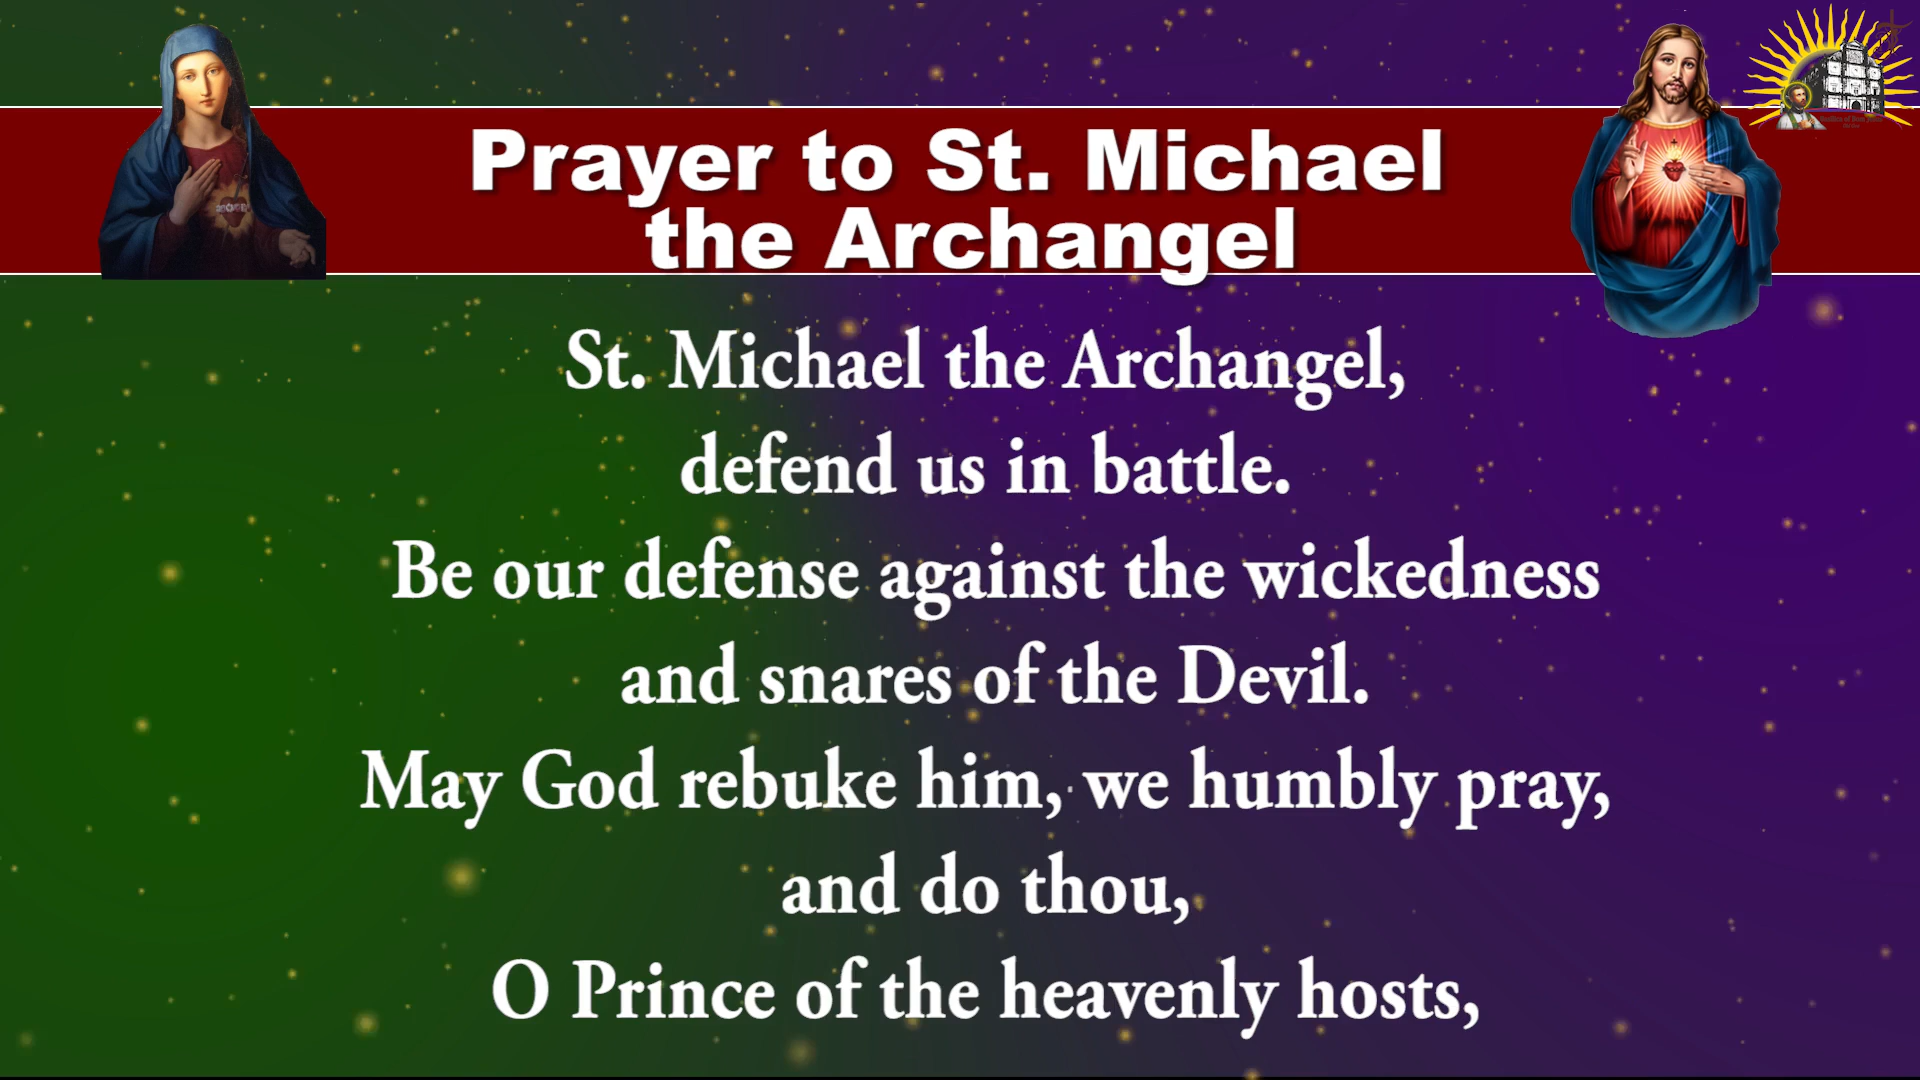 Prayer to St. Michael
the Archangel
St. Michael the Archangel,
defend us in battle.
Be our defense against the wickedness
and snares of the Devil.
May God rebuke him, we humbly pray,
and do thou,
O Prince of the heavenly hosts,